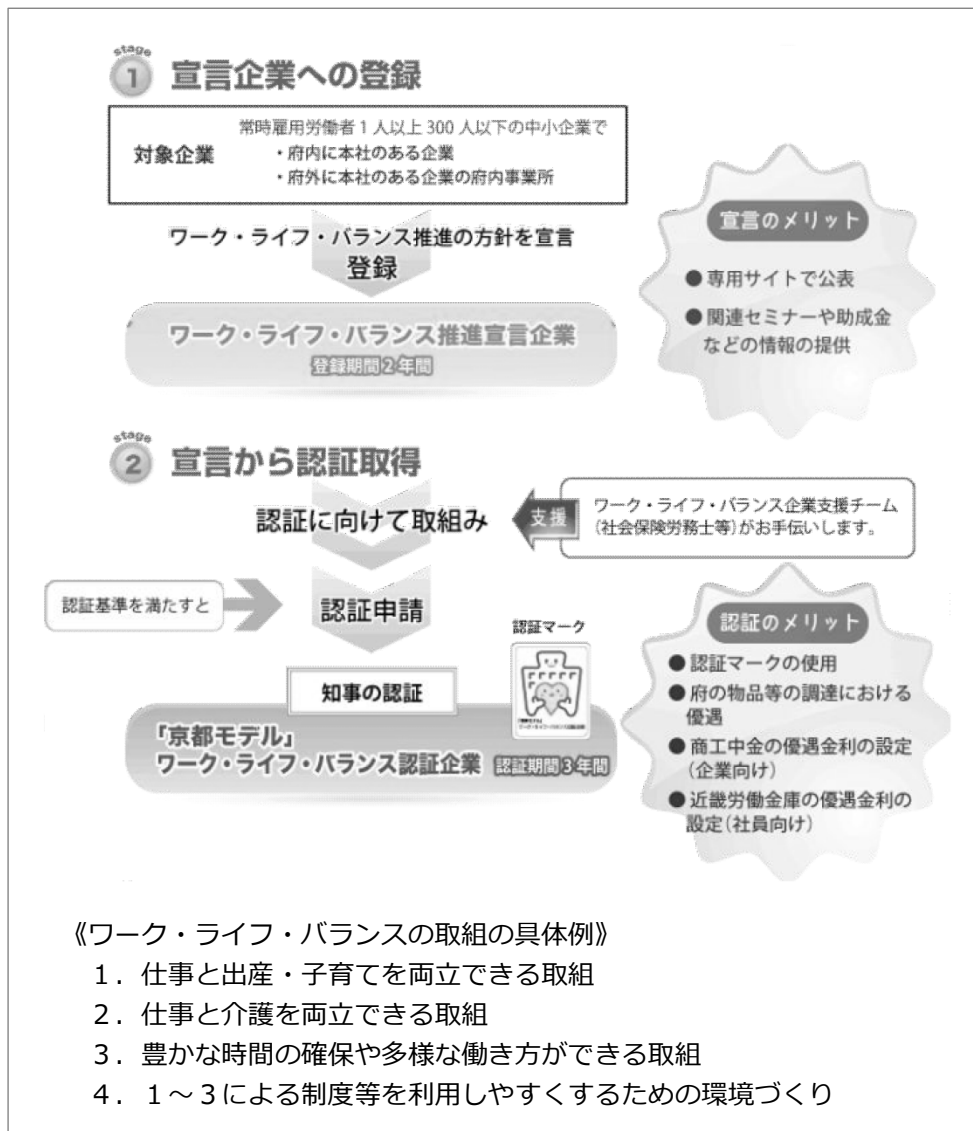 stage
1 宣言企業への登録
対象企業
常時雇用労働者1人以上300人以下の中小企業で
・府内に本社のある企業
・府外に本社のある企業の府内事業所
ワーク・ライフ・バランス推進の方針を宣言
登録
ワーク・ライフ・バランス推進宣言企業
登録期間2年間
宣言のメリット
●専用サイトで公表
●関連セミナーや助成金
などの情報の提供
stage
2 宣言から認証取得
認証に向けて取組み
支援
ワーク・ライフ・バランス企業支援チーム
(社会保険労務士等)がお手伝いします。
認証基準を満たすと
認証申請
認証マーク
知事の認証
「京都モデル」
ワーク・ライフ・バランス認証企業 認証期間3年間
認証のメリット
●認証マークの使用
●府の物品等の調達における
優遇
●商工中金の優遇金利の設定
(企業向け)
●近畿労働金庫の優遇金利の
設定(社員向け)
《ワーク・ライフ・バランスの取組の具体例》
1．仕事と出産・子育てを両立できる取組
2．仕事と介護を両立できる取組
3．豊かな時間の確保や多様な働き方ができる取組
4．1～3による制度等を利用しやすくするための環境づくり